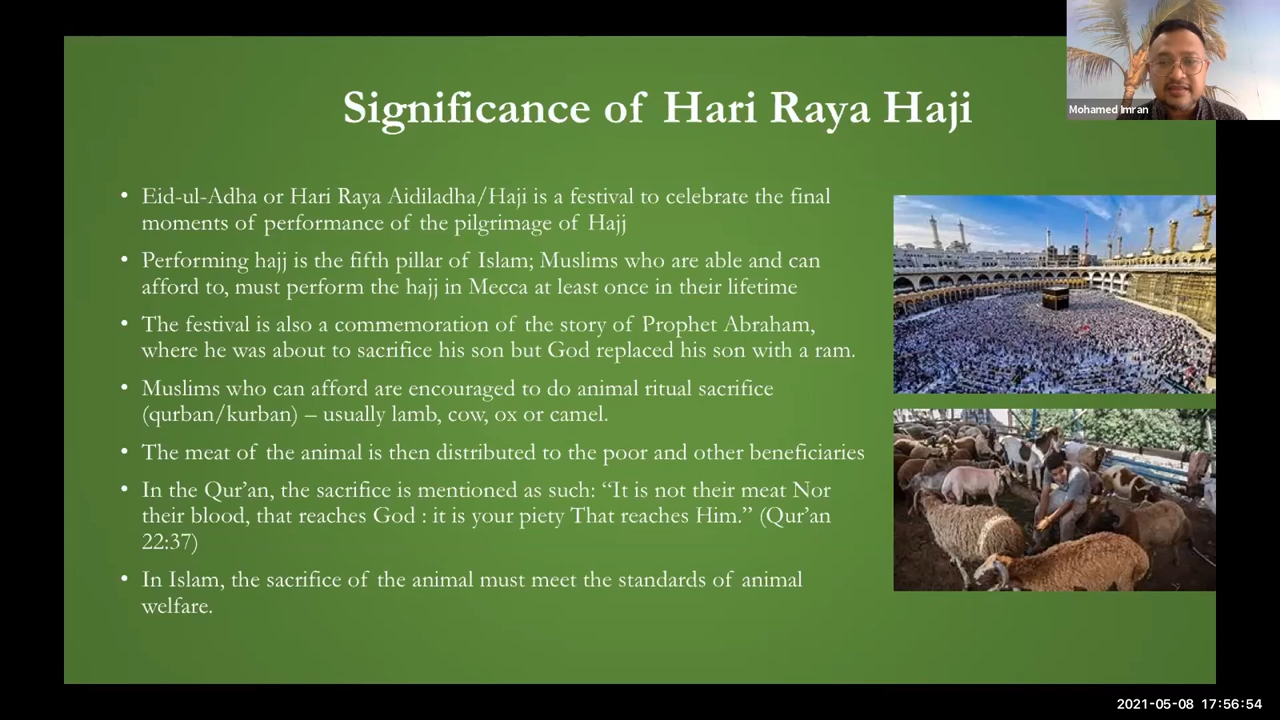 Significance of Hari Raya Haji
Mohamed Imran
• Eid-ul-Adha or Hari Raya Aidiladha/Haji is a festival to celebrate the final
moments of performance of the pilgrimage of Hajj
• Performing hajj is the fifth pillar of Islam; Muslims who are able and can
afford to, must perform the hajj in Mecca at least once in their lifetime
• The festival is also a commemoration of the story of Prophet Abraham,
where he was about to sacrifice his son but God replaced his son with a ram.
• Muslims who can afford are encouraged to do animal ritual sacrifice
(qurban/kurban) – usually lamb, cow, ox or camel.
• The meat of the animal is then distributed to the poor and other beneficiaries
• In the Qur’an, the sacrifice is mentioned as such: “It is not their meat Nor
their blood, that reaches God : it is your piety That reaches Him.” (Qur’an
22:37)
• In Islam, the sacrifice of the animal must meet the standards of animal
welfare.
2021-05-08 17:56:54